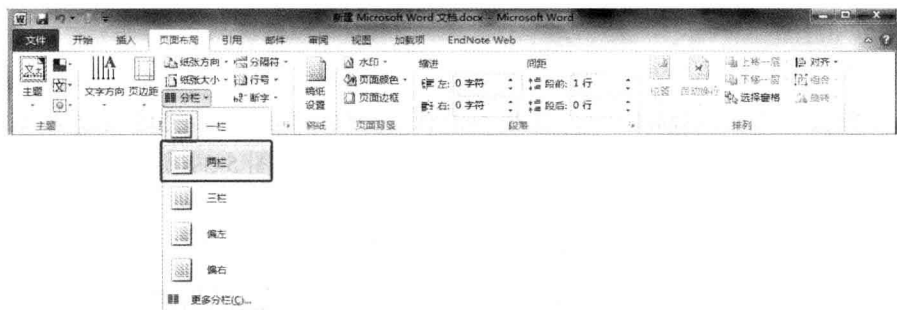 新建 Microsoft Word 文档.docx - Microsoft Word
文件 开始 插入 页面布局 引用 邮件 审阅 视图 加载项 EndNote Web
纸张方向 分隔符 水印 缩进 间距 上移一层 对齐
主题 文字方向 页边距 纸张大小 行号 稿纸设置 页面颜色 左: 0 字符 段前: 1 行 位置 自动换行 下移一层 组合
分栏 断字 页面边框 右: 0 字符 段后: 0 行 选择窗格 旋转
主题 稿纸 页面背景 段落 排列
一栏
两栏
三栏
偏左
偏右
更多分栏(C)...